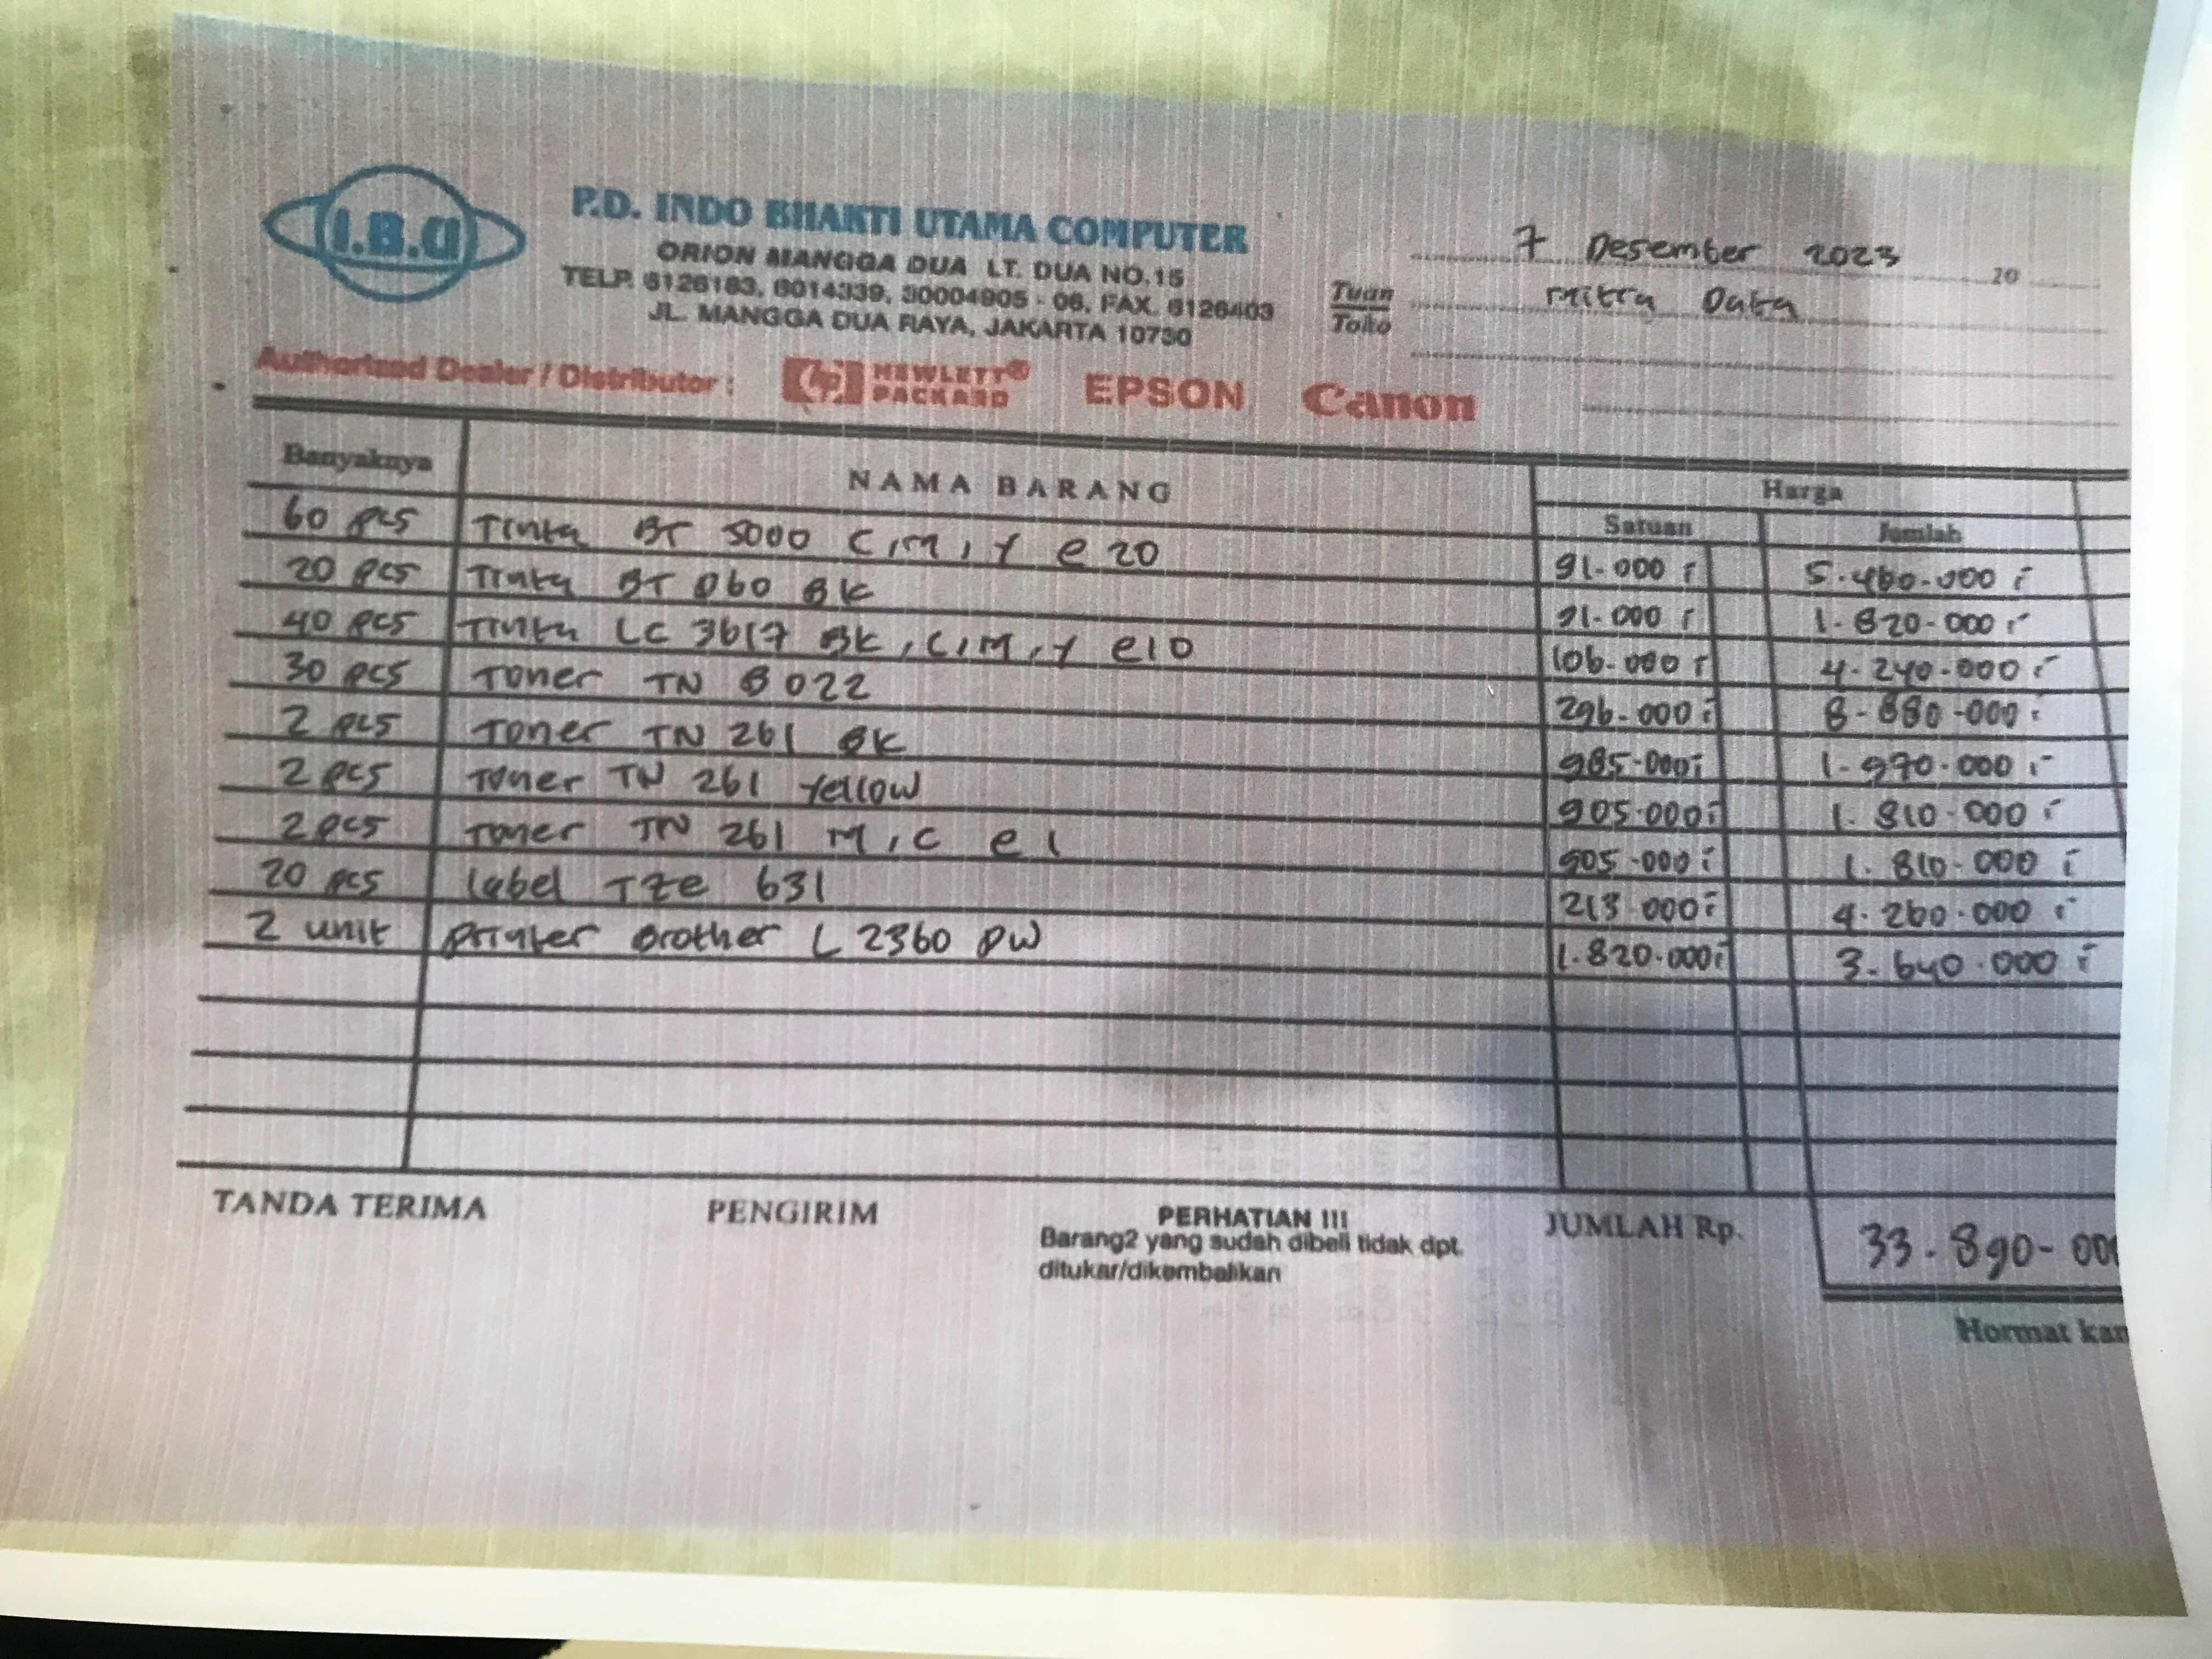 I.B.U
P.D. INDO BHAKTI UTAMA COMPUTER
ORION MANGGA DUA LT. DUA NO.15
TELP. 6126183, 6014339, 30004905 - 06, FAX. 6126403
JL. MANGGA DUA RAYA, JAKARTA 10730
7 Desember 2023 20
Tuan Mitra Data
Toko
Authorized Dealer / Distributor : hp HEWLETT® PACKARD EPSON Canon
Banyaknya NAMA BARANG Harga
Satuan Jumlah
60 pcs Tinta BT 5000 C,M,Y @ 20 91.000 5.460.000
20 pcs Tinta BT D60 BK 91.000 1.820.000
40 pcs Tinta LC 3617 BK,C,M,Y @10 106.000 4.240.000
30 pcs Toner TN B022 296.000 8.880.000
2 pcs Toner TN 261 BK 985.000 1.970.000
2 pcs Toner TN 261 Yellow 905.000 1.810.000
2 pcs Toner TN 261 M,C @ 1 905.000 1.810.000
20 pcs Label TZe 631 213.000 4.260.000
2 unit Printer Brother L 2360 DW 1.820.000 3.640.000
TANDA TERIMA PENGIRIM PERHATIAN !!! JUMLAH Rp. 33.890-000
Barang2 yang sudah dibeli tidak dpt.
ditukar/dikembalikan
Hormat kam